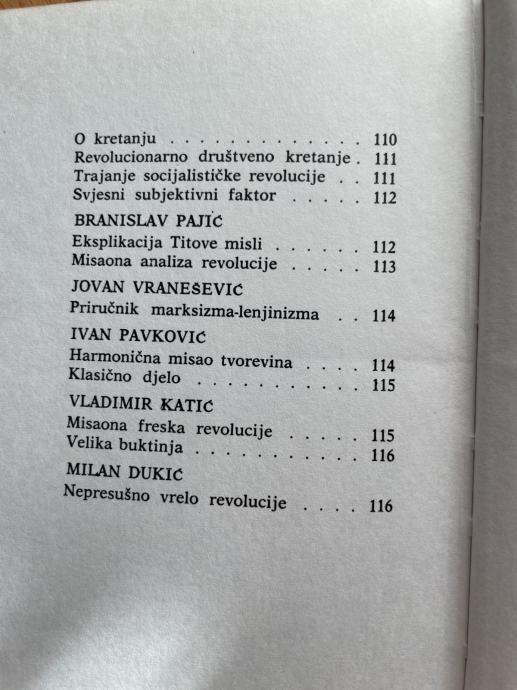 O kretanju . . . . . . . . . . . . . 110
Revolucionarno društveno kretanje . 111
Trajanje socijalističke revolucije . . 111
Svjesni subjektivni faktor . . . . . 112
BRANISLAV PAJIĆ
Eksplikacija Titove misli . . . . . . 112
Misaona analiza revolucije . . . . . 113
JOVAN VRANEŠEVIĆ
Priručnik marksizma-lenjinizma . . 114
IVAN PAVKOVIĆ
Harmonična misao tvorevina . . . . 114
Klasično djelo . . . . . . . . . . . 115
VLADIMIR KATIĆ
Misaona freska revolucije . . . . . 115
Velika buktinja . . . . . . . . . . . 116
MILAN DUKIĆ
Nepresušno vrelo revolucije . . . . 116